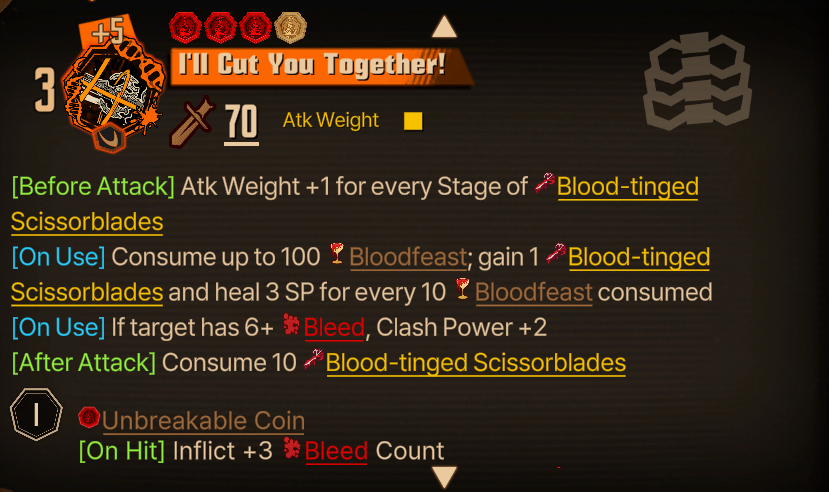 +5
3
I'll Cut You Together!
70 Atk Weight
[Before Attack] Atk Weight +1 for every Stage of Blood-tinged
Scissorblades
[On Use] Consume up to 100 Bloodfeast; gain 1 Blood-tinged
Scissorblades and heal 3 SP for every 10 Bloodfeast consumed
[On Use] If target has 6+ Bleed, Clash Power +2
[After Attack] Consume 10 Blood-tinged Scissorblades
I Unbreakable Coin
[On Hit] Inflict +3 Bleed Count